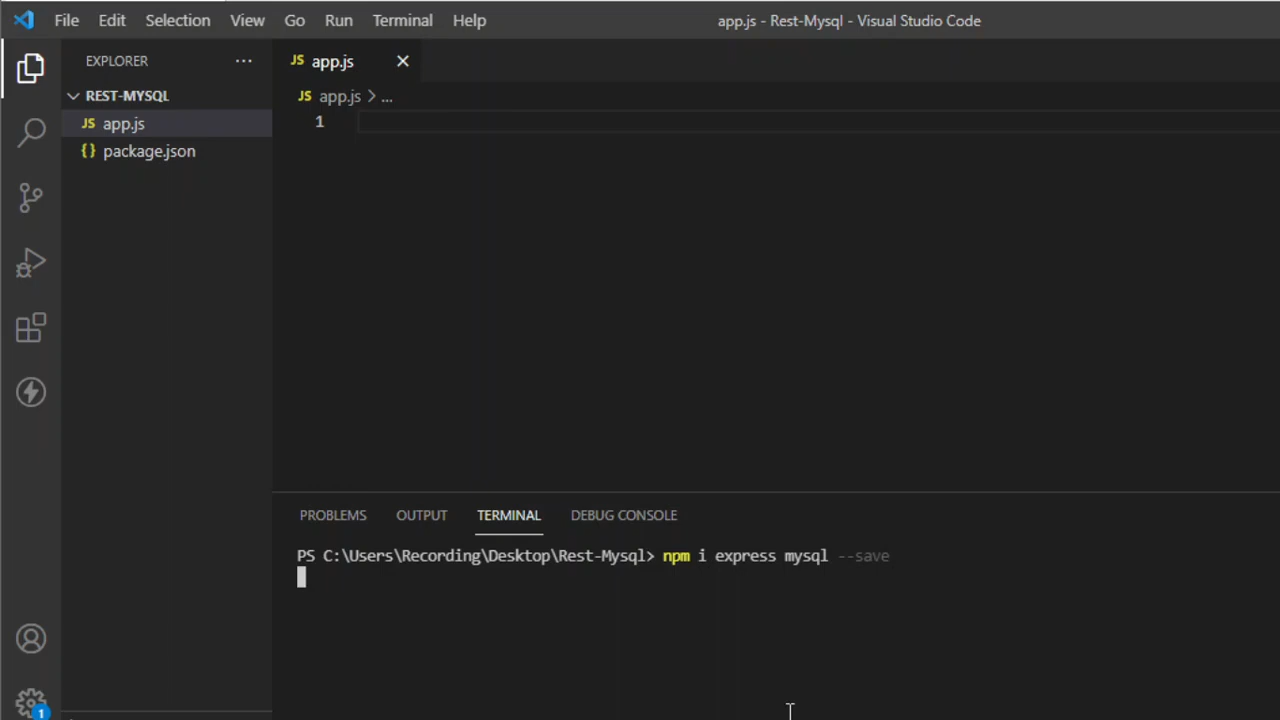 File Edit Selection View Go Run Terminal Help app.js - Rest-Mysql - Visual Studio Code
EXPLORER ...
REST-MYSQL
JS app.js
{} package.json
JS app.js
JS app.js > ...
1
PROBLEMS OUTPUT TERMINAL DEBUG CONSOLE
PS C:\Users\Recording\Desktop\Rest-Mysql> npm i express mysql --save
1